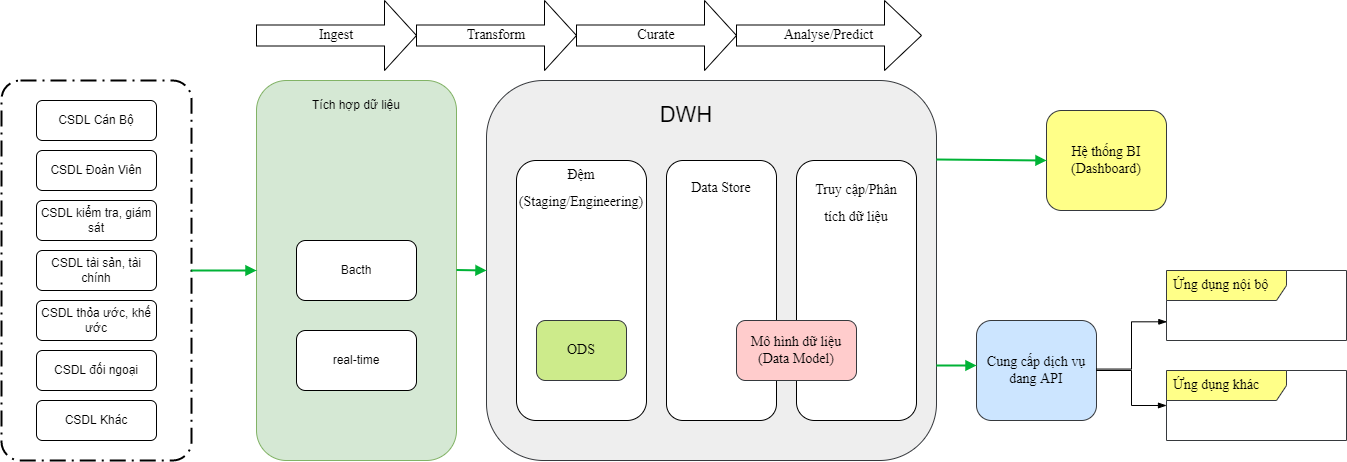 Ingest
Transform
Curate
Analyse/Predict
CSDL Cán Bộ
CSDL Đoàn Viên
CSDL kiểm tra, giám
sát
CSDL tài sản, tài
chính
CSDL thỏa ước, khế
ước
CSDL đối ngoại
CSDL Khác
Tích hợp dữ liệu
Bacth
real-time
DWH
Đệm
(Staging/Engineering)
ODS
Data Store
Truy cập/Phân
tích dữ liệu
Mô hình dữ liệu
(Data Model)
Hệ thống BI
(Dashboard)
Cung cấp dịch vụ
dang API
Ứng dụng nội bộ
Ứng dụng khác